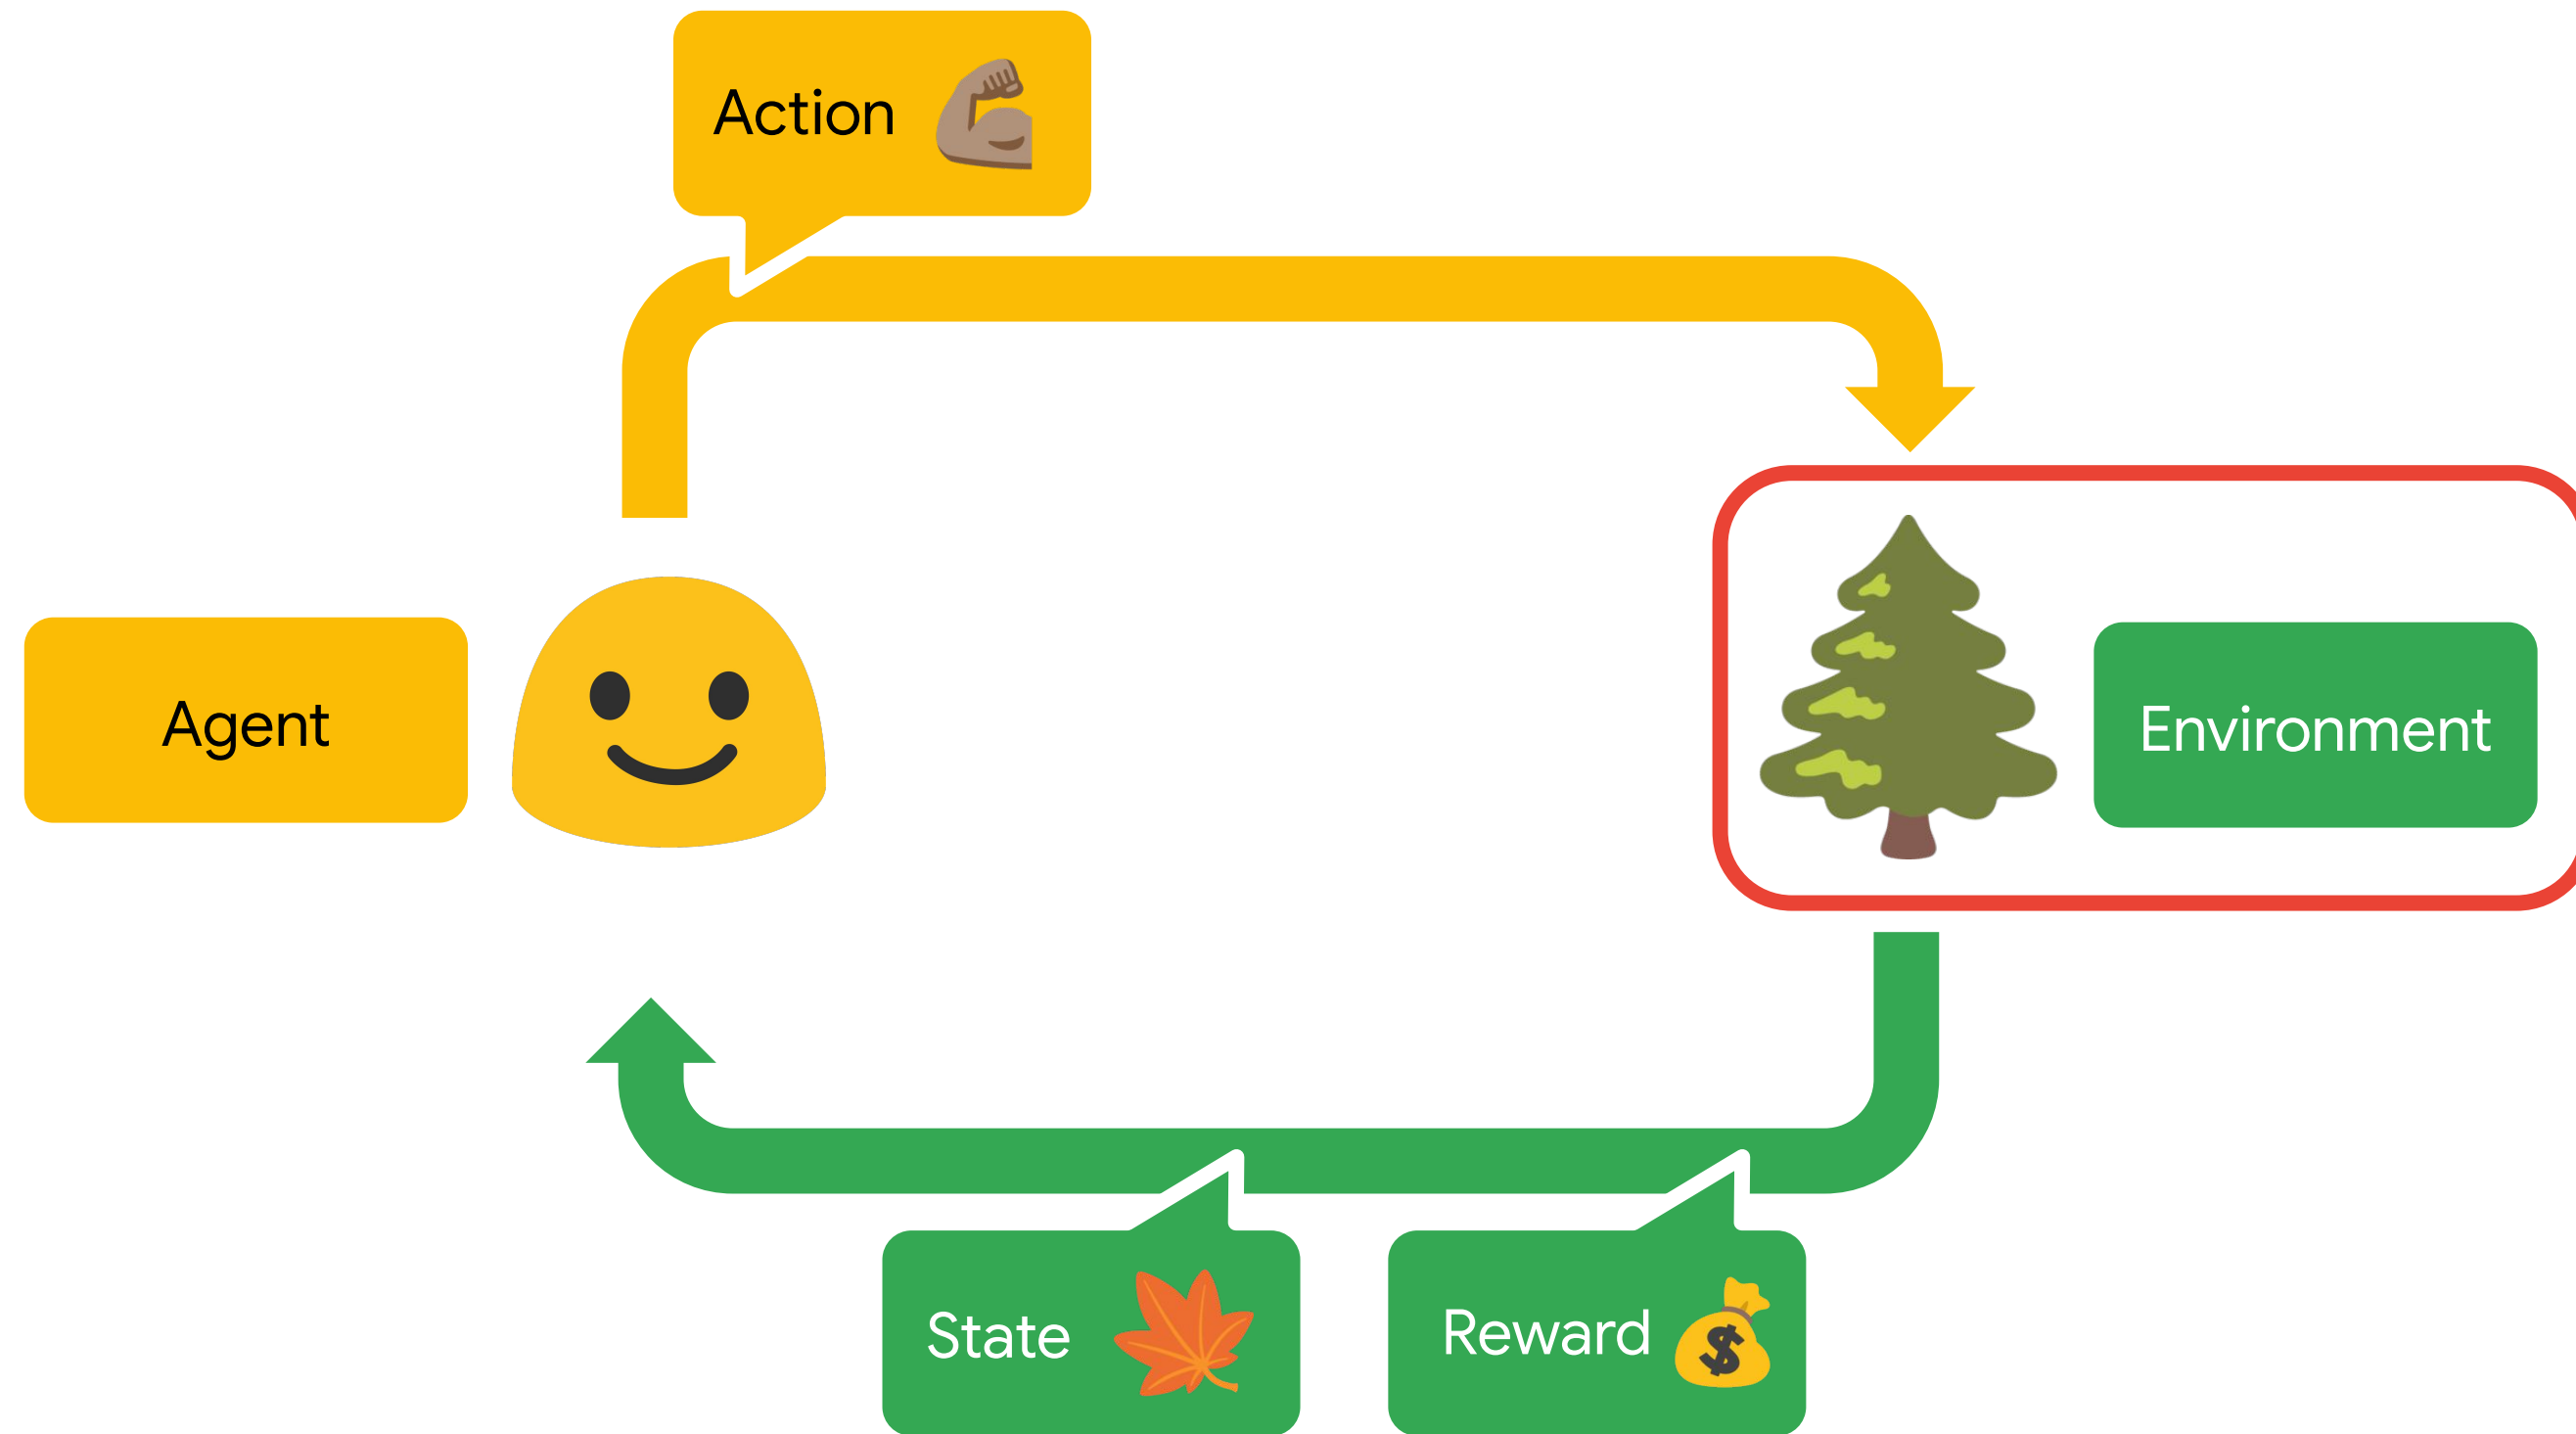 Action
Agent
Environment
State
Reward
$